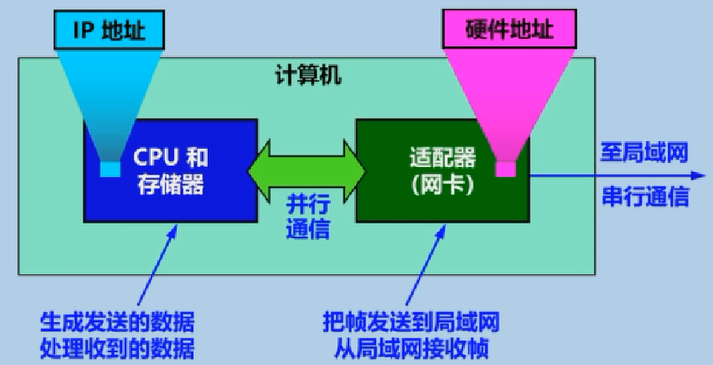 IP 地址
硬件地址
计算机
CPU 和
存储器
适配器
（网卡）
并行
通信
至局域网
串行通信
生成发送的数据
处理收到的数据
把帧发送到局域网
从局域网接收帧